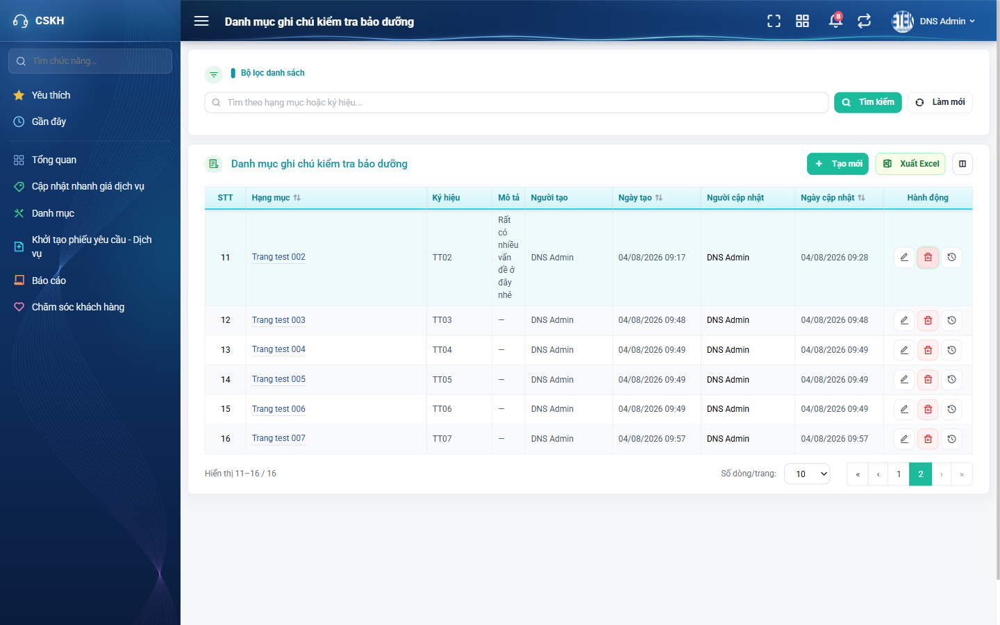 CSKH
Danh mục ghi chú kiểm tra bảo dưỡng
8
DNS Admin
Tìm chức năng...
Yêu thích
Gần đây
Tổng quan
Cập nhật nhanh giá dịch vụ
Danh mục
Khởi tạo phiếu yêu cầu - Dịch
vụ
Báo cáo
Chăm sóc khách hàng
Bộ lọc danh sách
Tìm theo hạng mục hoặc ký hiệu...
Tìm kiếm
Làm mới
Danh mục ghi chú kiểm tra bảo dưỡng
+ Tạo mới
Xuất Excel
STT Hạng mục Ký hiệu Mô tả Người tạo Ngày tạo Người cập nhật Ngày cập nhật Hành động
11 Trang test 002 TT02 Rất có nhiều vấn đề ở đây nhé DNS Admin 04/08/2026 09:17 DNS Admin 04/08/2026 09:28
12 Trang test 003 TT03 — DNS Admin 04/08/2026 09:48 DNS Admin 04/08/2026 09:48
13 Trang test 004 TT04 — DNS Admin 04/08/2026 09:49 DNS Admin 04/08/2026 09:49
14 Trang test 005 TT05 — DNS Admin 04/08/2026 09:49 DNS Admin 04/08/2026 09:49
15 Trang test 006 TT06 — DNS Admin 04/08/2026 09:49 DNS Admin 04/08/2026 09:49
16 Trang test 007 TT07 — DNS Admin 04/08/2026 09:57 DNS Admin 04/08/2026 09:57
Hiển thị 11–16 / 16
Số dòng/trang: 10
« ‹ 1 2 › »